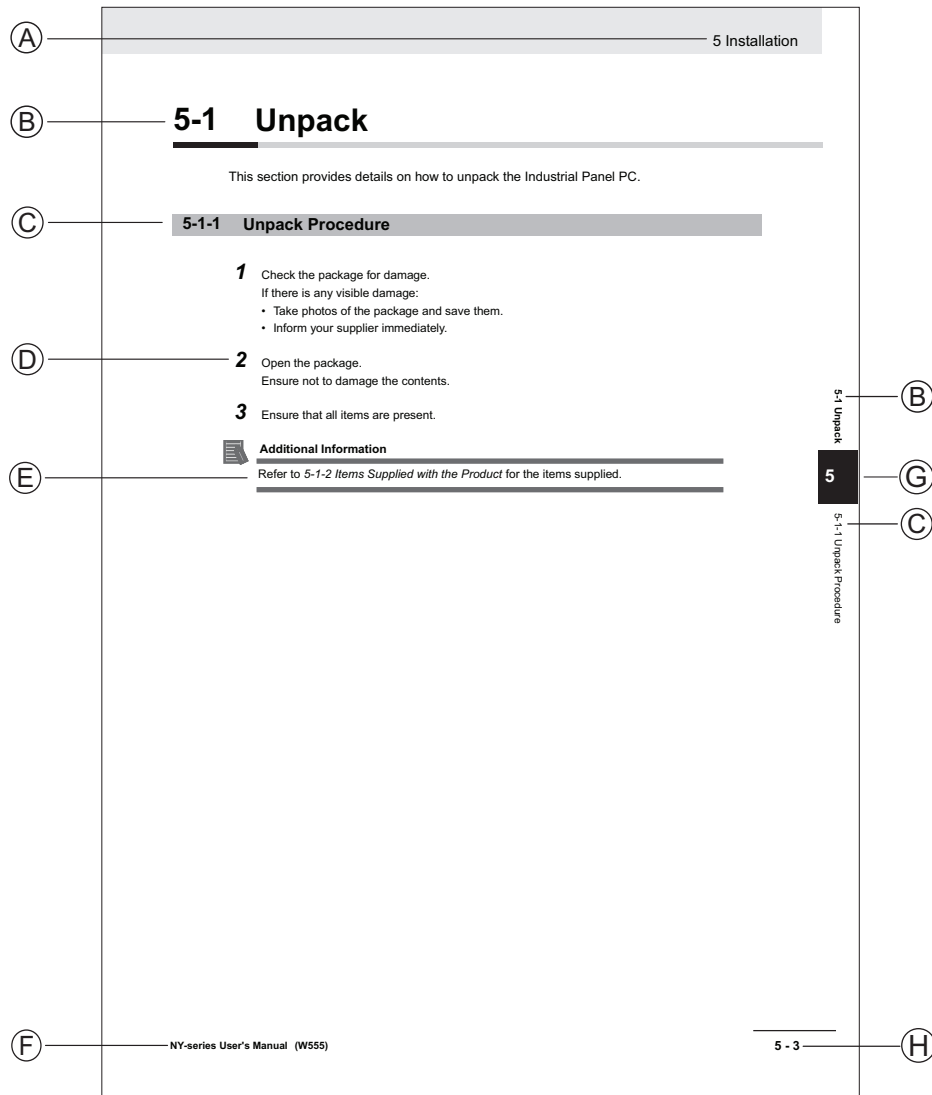 A
5 Installation
B
5-1 Unpack
This section provides details on how to unpack the Industrial Panel PC.
C
5-1-1 Unpack Procedure
1 Check the package for damage.
If there is any visible damage:
• Take photos of the package and save them.
• Inform your supplier immediately.
D
2 Open the package.
Ensure not to damage the contents.
3 Ensure that all items are present.
Additional Information
E
Refer to 5-1-2 Items Supplied with the Product for the items supplied.
5-1 Unpack
B
5
G
5-1-1 Unpack Procedure
C
F
NY-series User's Manual (W555)
5 - 3
H